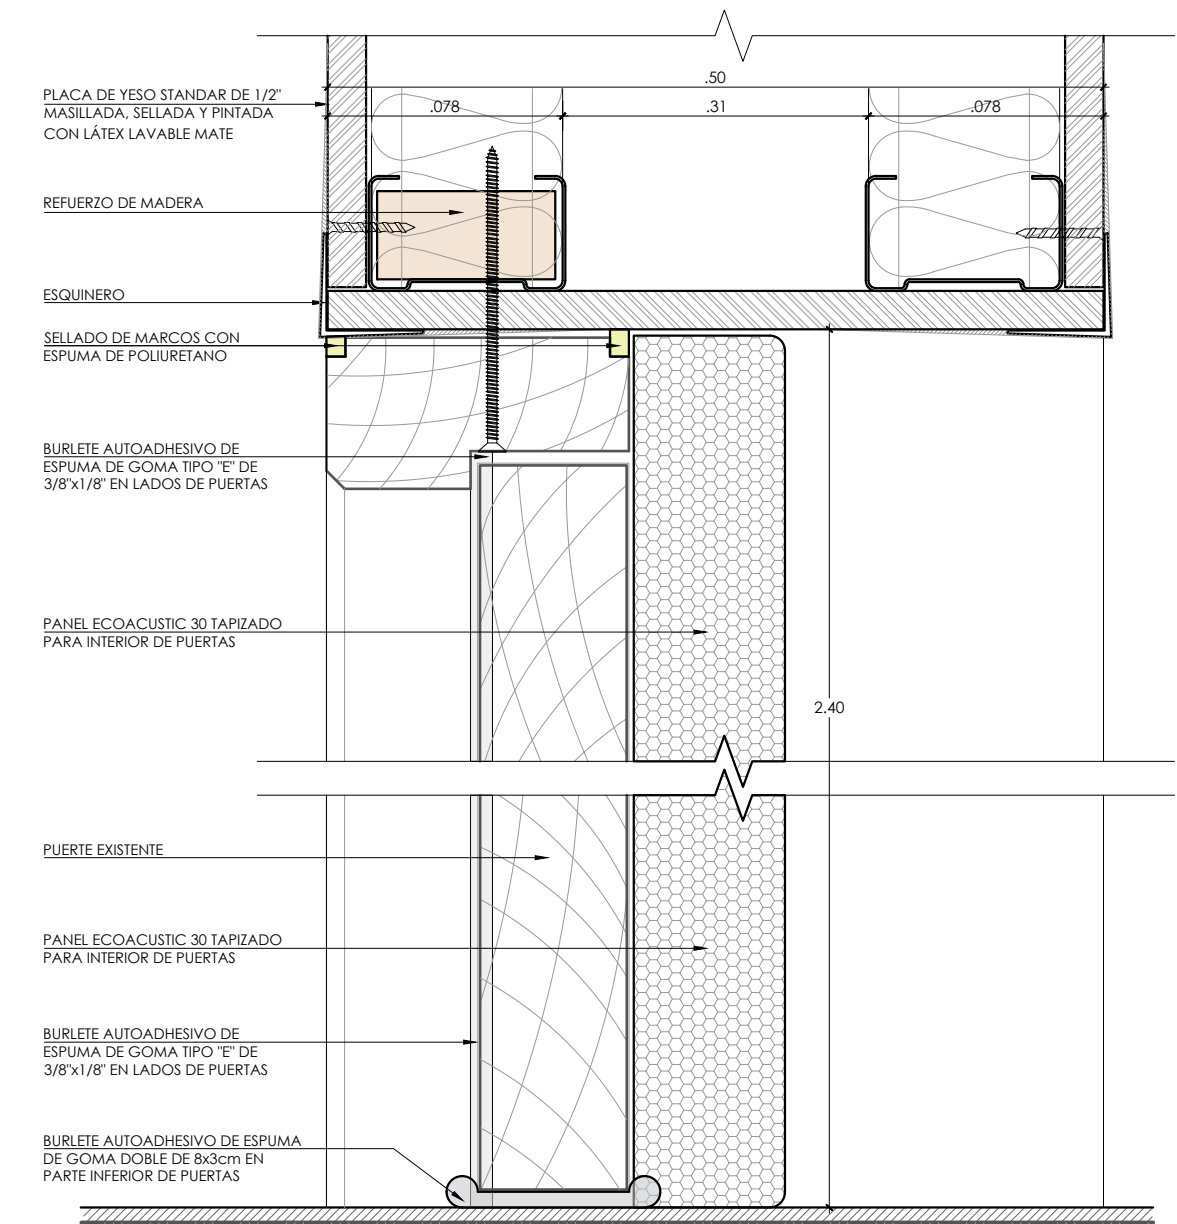 .50
PLACA DE YESO STANDAR DE 1/2"
MASILLADA, SELLADA Y PINTADA
CON LÁTEX LAVABLE MATE
.078
.31
.078
REFUERZO DE MADERA
ESQUINERO
SELLADO DE MARCOS CON
ESPUMA DE POLIURETANO
BURLETE AUTOADHESIVO DE
ESPUMA DE GOMA TIPO "E" DE
3/8"x1/8" EN LADOS DE PUERTAS
PANEL ECOACUSTIC 30 TAPIZADO
PARA INTERIOR DE PUERTAS
2.40
PUERTE EXISTENTE
PANEL ECOACUSTIC 30 TAPIZADO
PARA INTERIOR DE PUERTAS
BURLETE AUTOADHESIVO DE
ESPUMA DE GOMA TIPO "E" DE
3/8"x1/8" EN LADOS DE PUERTAS
BURLETE AUTOADHESIVO DE ESPUMA
DE GOMA DOBLE DE 8x3cm EN
PARTE INFERIOR DE PUERTAS